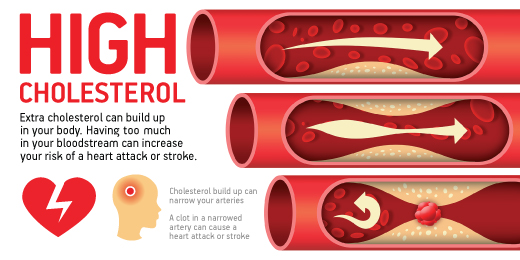 HIGH
CHOLESTEROL
Extra cholesterol can build up
in your body. Having too much
in your bloodstream can increase
your risk of a heart attack or stroke.
Cholesterol build up can
narrow your arteries
A clot in a narrowed
artery can cause a
heart attack or stroke